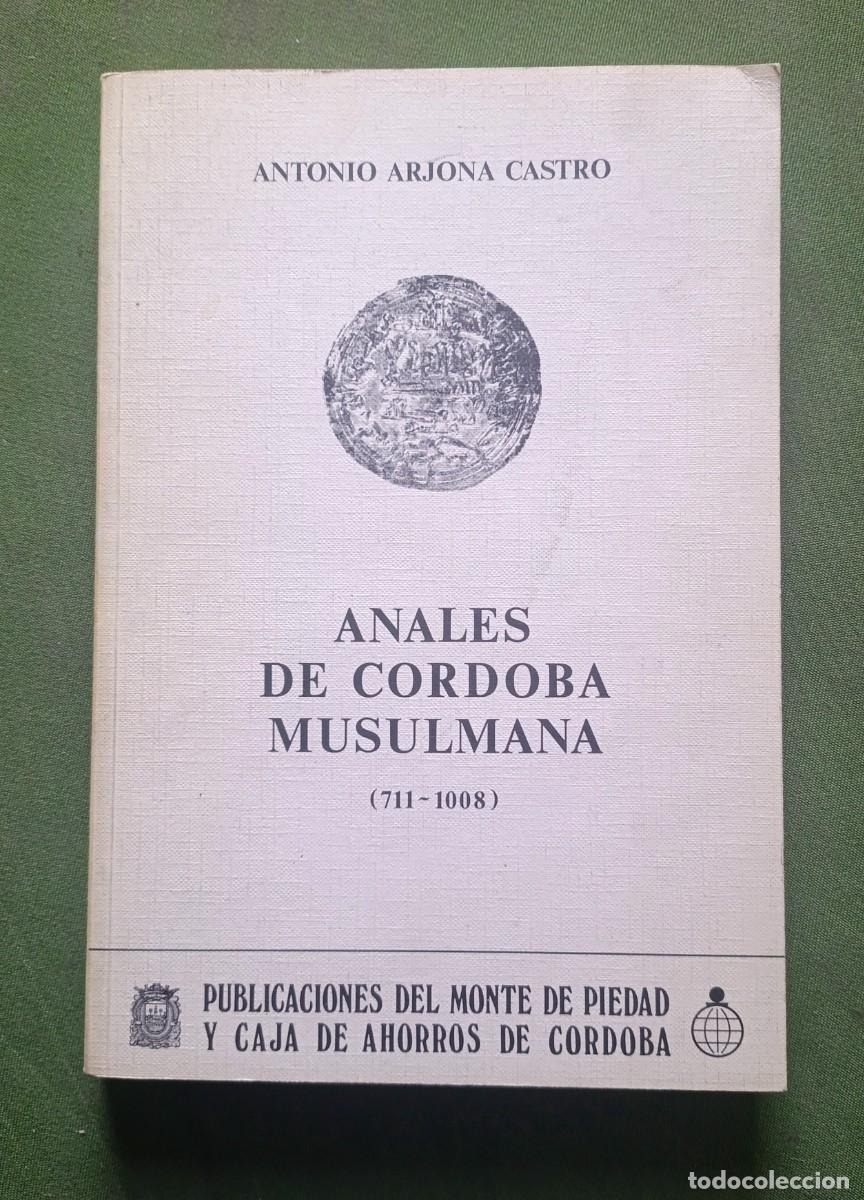 ANTONIO ARJONA CASTRO
ANALES
DE CORDOBA
MUSULMANA
(711-1008)
PUBLICACIONES DEL MONTE DE PIEDAD
Y CAJA DE AHORROS DE CORDOBA
todocoleccion